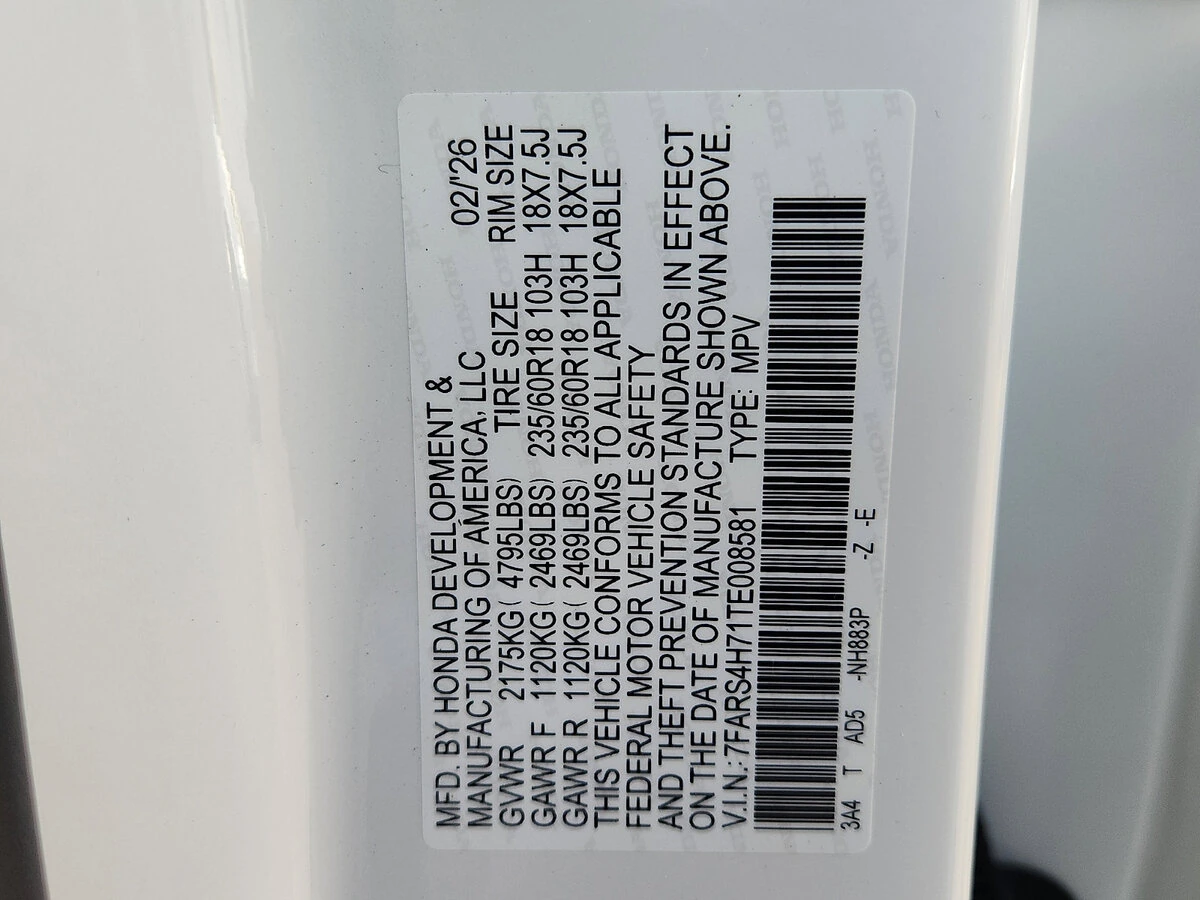 MFD. BY HONDA DEVELOPMENT &
MANUFACTURING OF AMERICA, LLC 02/'26
GVWR 2175KG( 4795LBS) TIRE SIZE RIM SIZE
GAWR F 1120KG( 2469LBS) 235/60R18 103H 18X7.5J
GAWR R 1120KG( 2469LBS) 235/60R18 103H 18X7.5J
THIS VEHICLE CONFORMS TO ALL APPLICABLE
FEDERAL MOTOR VEHICLE SAFETY
AND THEFT PREVENTION STANDARDS IN EFFECT
ON THE DATE OF MANUFACTURE SHOWN ABOVE.
V.I.N.:7FARS4H71TE008581 TYPE: MPV
3A4 T AD5 -NH883P -Z -E